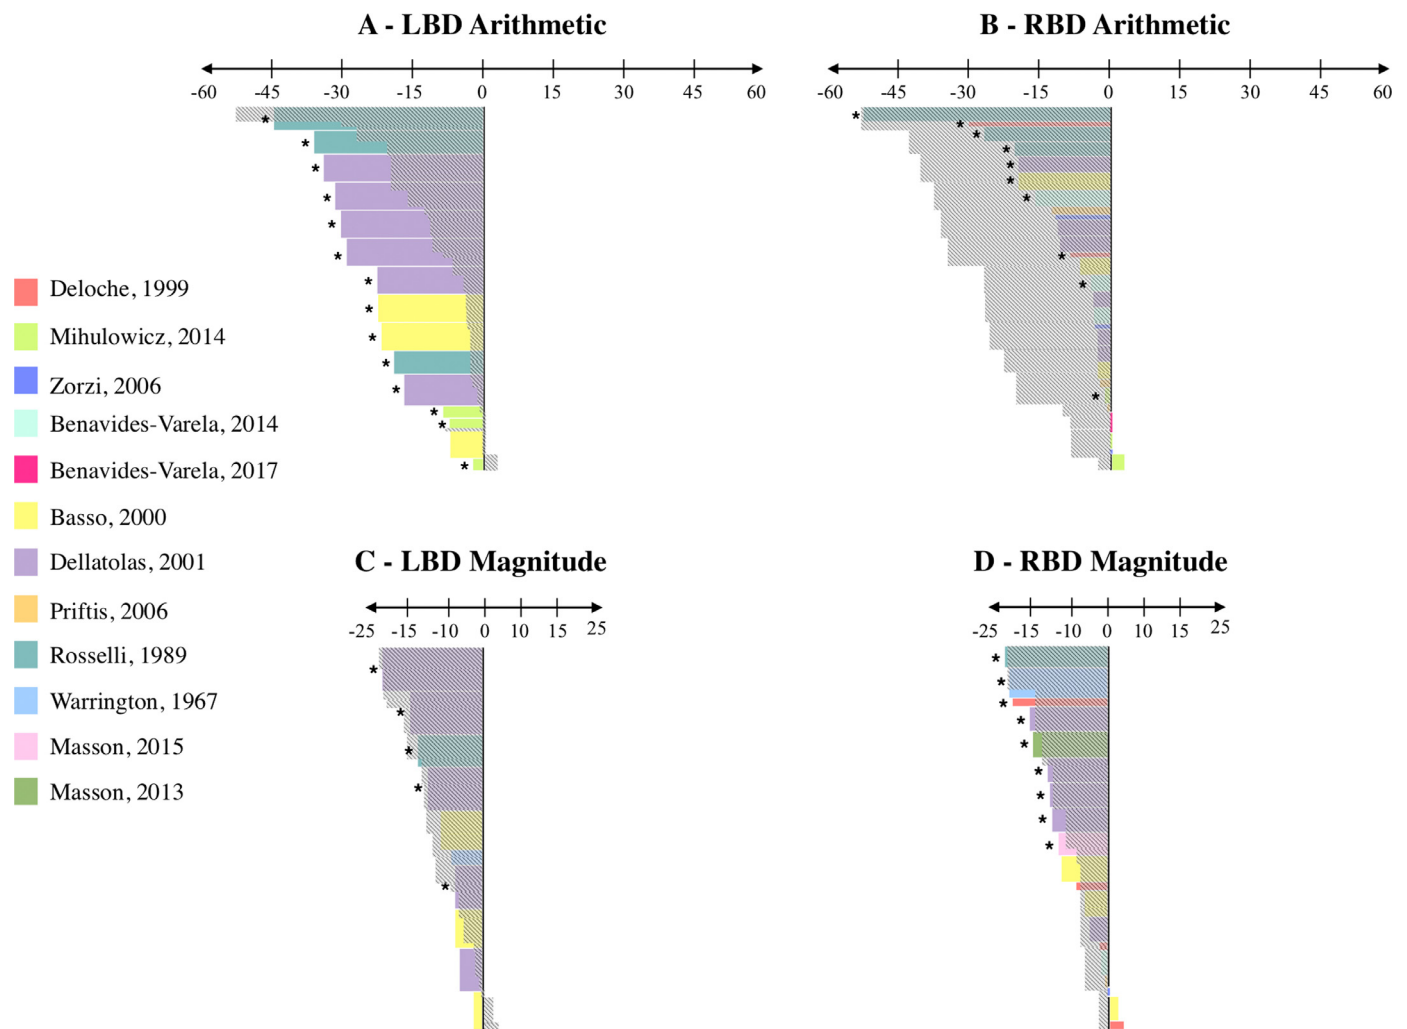 A - LBD Arithmetic
-60 -45 -30 -15 0 15 30 45 60
* * * * * * * * * * * * * *
B - RBD Arithmetic
-60 -45 -30 -15 0 15 30 45 60
* * * * * * * * * *
Deloche, 1999
Mihulowicz, 2014
Zorzi, 2006
Benavides-Varela, 2014
Benavides-Varela, 2017
Basso, 2000
Dellatolas, 2001
Priftis, 2006
Rosselli, 1989
Warrington, 1967
Masson, 2015
Masson, 2013
C - LBD Magnitude
-25 -15 -10 0 10 15 25
* * * * *
D - RBD Magnitude
-25 -15 -10 0 10 15 25
* * * * * * * * *